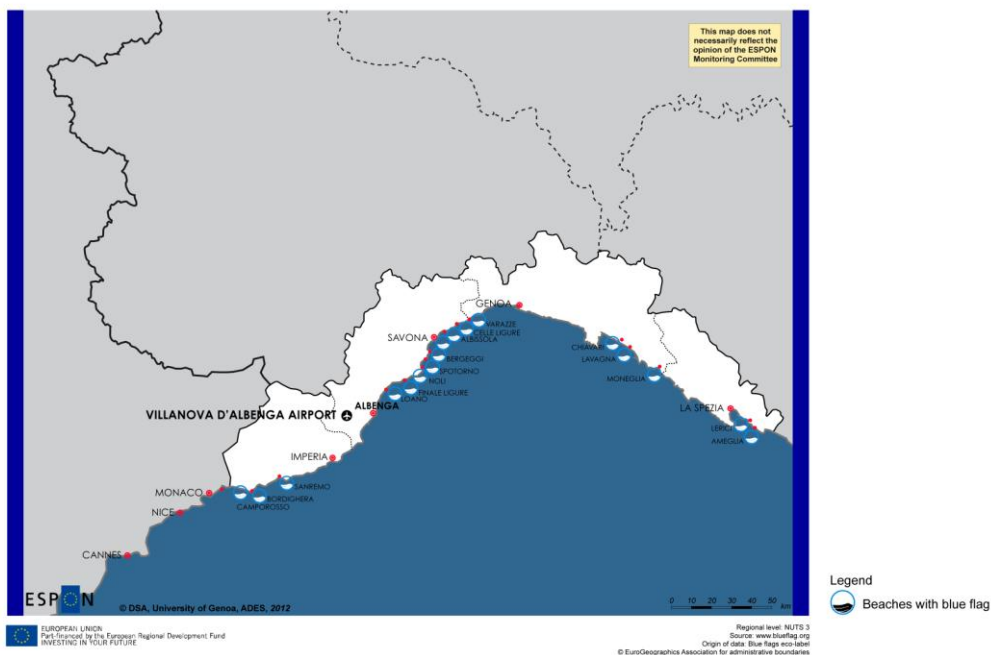 This map does not
necessarily reflect the
opinion of the ESPON
Monitoring Committee
GENOA
VARAZZE
CELLE LIGURE
SAVONA
ALBISSOLA
CHIAVARI
BERGEGGI
LAVAGNA
SPOTORNO
NOLI
MONEGLIA
FINALE LIGURE
LOANO
ALBENGA
VILLANOVA D'ALBENGA AIRPORT
LA SPEZIA
LERICI
AMEGLIA
IMPERIA
SANREMO
MONACO
BORDIGHERA
CAMPOROSSO
NICE
CANNES
Legend
Beaches with blue flag
ESPON
© DSA, University of Genoa, ADES, 2012
0 10 20 30 40 50
km
EUROPEAN UNION
Part-financed by the European Regional Development Fund
INVESTING IN YOUR FUTURE
Regional level: NUTS 3
Source: www.blueflag.org
Origin of data: Blue flags eco-label
© EuroGeographics Association for administrative boundaries